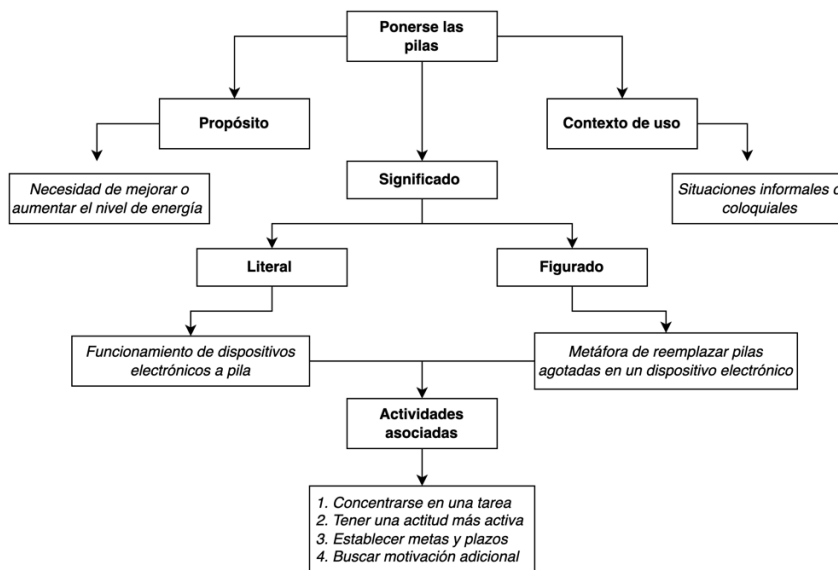 Ponerse las
pilas
Propósito
Contexto de uso
Necesidad de mejorar o
aumentar el nivel de energía
Significado
Situaciones informales o
coloquiales
Literal
Figurado
Funcionamiento de dispositivos
electrónicos a pila
Metáfora de reemplazar pilas
agotadas en un dispositivo electrónico
Actividades
asociadas
1. Concentrarse en una tarea
2. Tener una actitud más activa
3. Establecer metas y plazos
4. Buscar motivación adicional